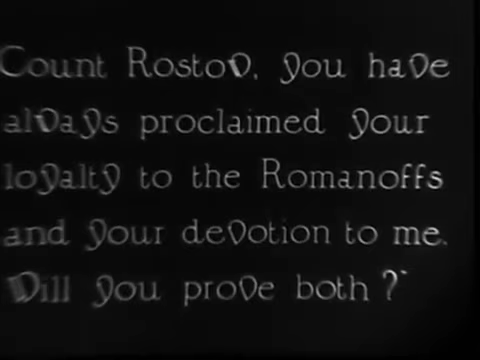 Count Rostov, you have
always proclaimed your
loyalty to the Romanoffs
and your devotion to me.
Will you prove both?"